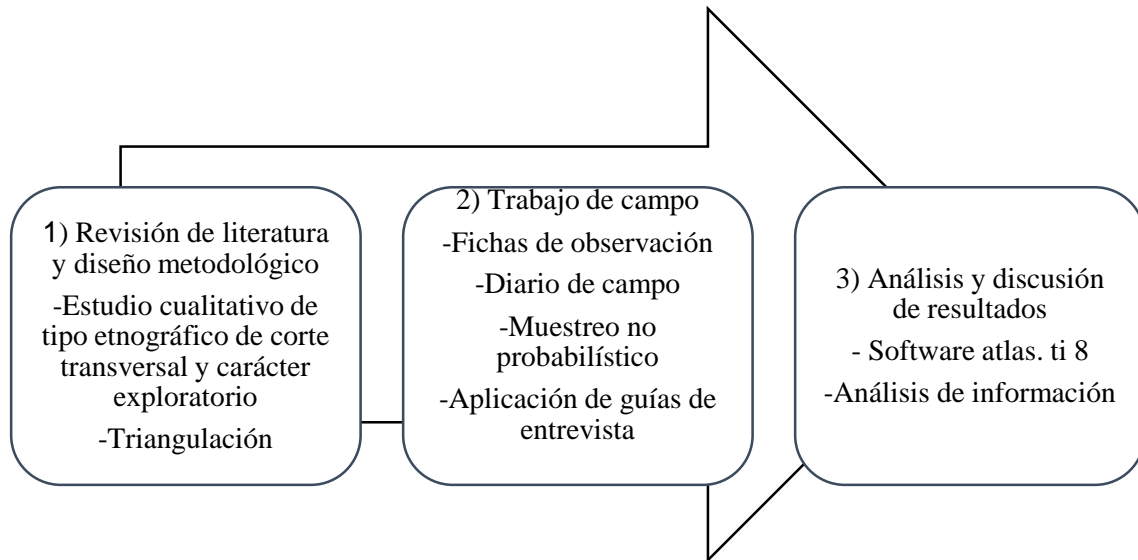 1) Revisión de literatura
y diseño metodológico
-Estudio cualitativo de
tipo etnográfico de corte
transversal y carácter
exploratorio
-Triangulación
2) Trabajo de campo
-Fichas de observación
-Diario de campo
-Muestreo no
probabilístico
-Aplicación de guías de
entrevista
3) Análisis y discusión
de resultados
- Software atlas. ti 8
-Análisis de información